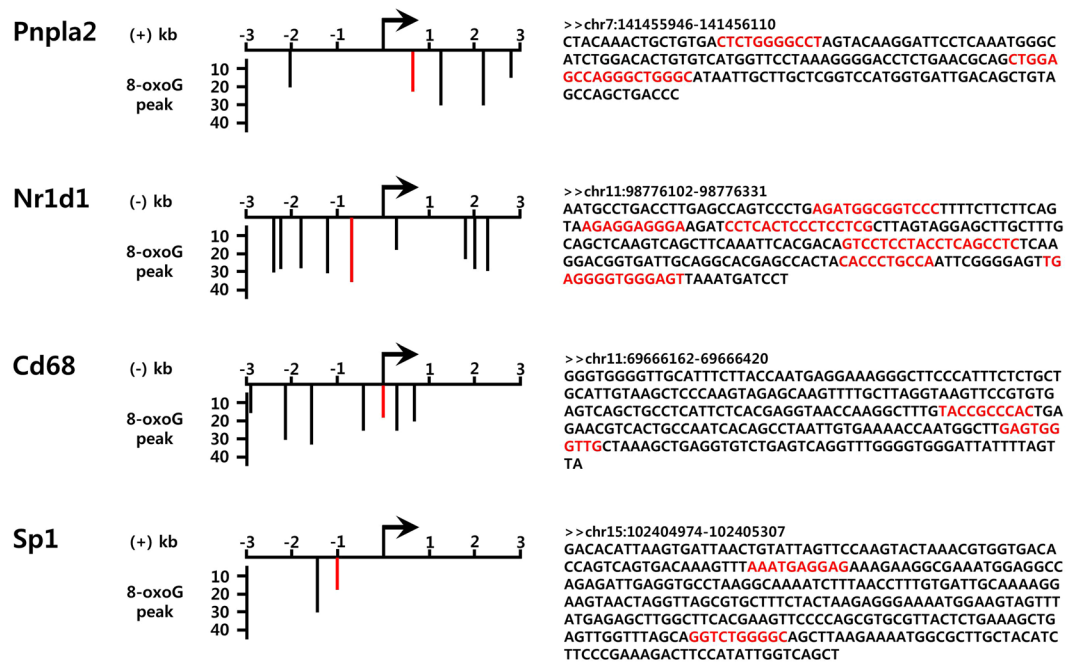 Pnpla2 (+) kb -3 -2 -1 1 2 3
8-oxoG peak 10 20 30 40
>>chr7:141455946-141456110
CTACAAACTGCTGTGACTCTGGGGCCTAGTACAAGGATTCCTCAAATGGGC
ATCTGGACACTGTGTCATGGTTCCTAAAGGGGACCTCTGAACGCAGCTGGA
GCCAGGGCTGGGCATAATTGCTTGCTCGGTCCATGGTGATTGACAGCTGTA
GCCAGCTGACCC
Nr1d1 (-) kb -3 -2 -1 1 2 3
8-oxoG peak 10 20 30 40
>>chr11:98776102-98776331
AATGCCTGACCTTGAGCCAGTCCCTGAGATGGCGGTCCCTTTTCTTCTTCAG
TAAGAGGAGGGAAGATCCTCACTCCCTCCTCGCTTAGTAGGAGCTTGCTTTG
CAGCTCAAGTCAGCTTCAAATTCACGACAGTCCTCCTACCTCAGCCTCTCAA
GGACGGTGATTGCAGGCACGAGCCACTACACCCTGCCAATTCGGGGAGTTG
AGGGGTGGGAGTTAAATGATCCT
Cd68 (-) kb -3 -2 -1 1 2 3
8-oxoG peak 10 20 30 40
>>chr11:69666162-69666420
GGGTGGGGTTGCATTTCTTACCAATGAGGAAAGGGCTTCCCATTTCTCTGCT
GCATTGTAAGCTCCCAAGTAGAGCAAGTTTTGCTTAGGTAAGTTCCGTGTG
AGTCAGCTGCCTCATTCTCACGAGGTAACCAAGGCTTTGTACCGCCCACTGA
GAACGTCACTGCCAATCACAGCCTAATTGTGAAAACCAATGGCTTGAGTGG
GTTGCTAAAGCTGAGGTGTCTGAGTCAGGTTTGGGGTGGGATTATTTTAGT
TA
Sp1 (+) kb -3 -2 -1 1 2 3
8-oxoG peak 10 20 30 40
>>chr15:102404974-102405307
GACACATTAAGTGATTAACTGTATTAGTTCCAAGTACTAAACGTGGTGACA
CCAGTCAGTGACAAAGTTTAAATGAGGAGAAAGAAGGCGAAATGGAGGCC
AGAGATTGAGGTGCCTAAGGCAAAATCTTTAACCTTTGTGATTGCAAAAGG
AAGTAACTAGGTTAGCGTGCTTTCTACTAAGAGGGAAAATGGAAGTAGTTT
ATGAGAGCTTGGCTTCACGAAGTTCCCCAGCGTGCGTTACTCTGAAAGCTG
AGTTGGTTTAGCAGGTCTGGGGCAGCTTAAGAAAATGGCGCTTGCTACATC
TTCCCGAAAGACTTCCATATTGGTCAGCT